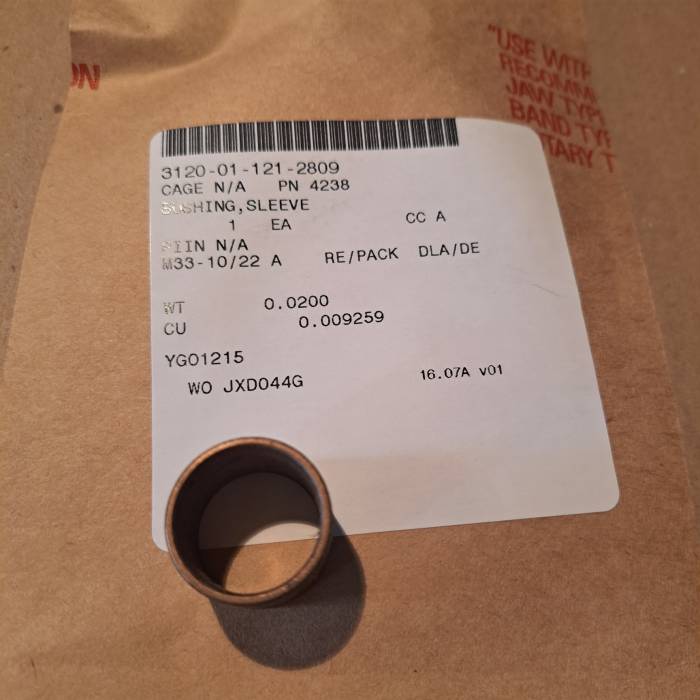 ON
"USE WITH
RECOMM
JAW TYP
BAND TY
TARY T
3120-01-121-2809
CAGE N/A PN 4238
BUSHING,SLEEVE
1 EA CC A
PIIN N/A
M33-10/22 A RE/PACK DLA/DE
WT 0.0200
CU 0.009259
YG01215
WO JXD044G 16.07A v01